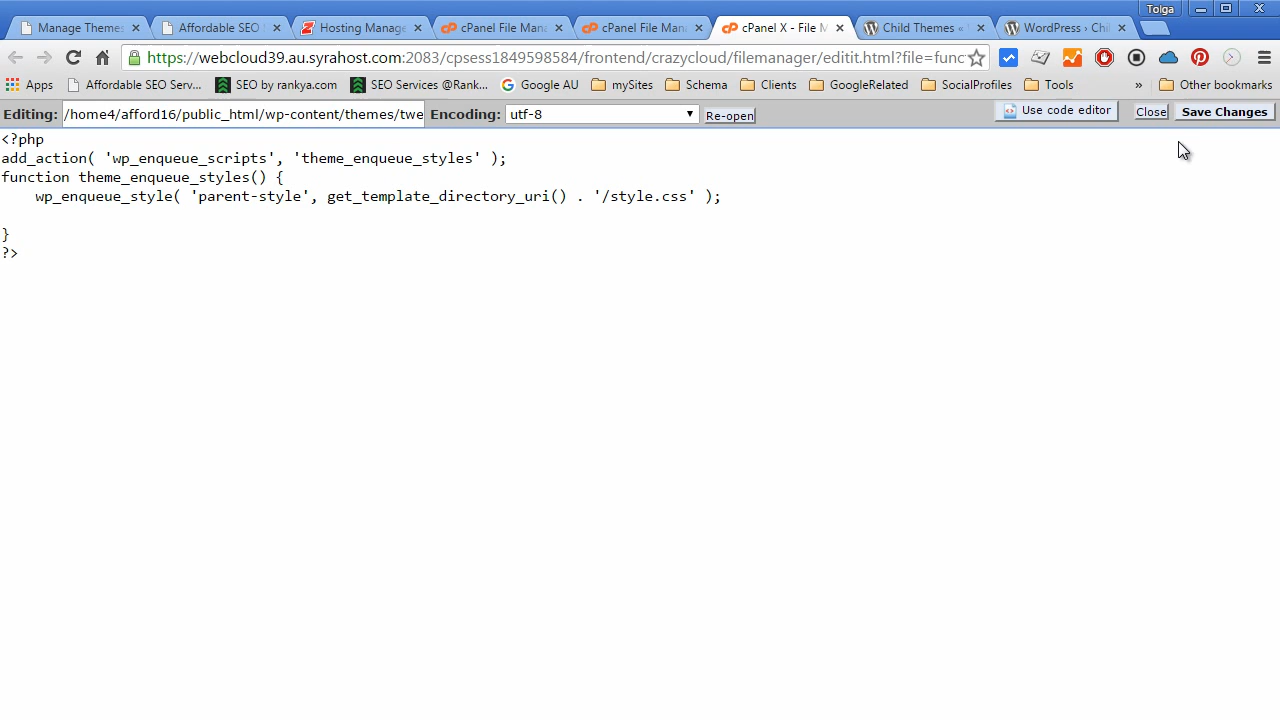 Tolga
Manage Themes
Affordable SEO
Hosting Manage
cPanel File Man
cPanel File Man
cPanel X - File M
Child Themes «
WordPress › Chi
https://webcloud39.au.syrahost.com:2083/cpsess1849598584/frontend/crazycloud/filemanager/editit.html?file=func
Apps
Affordable SEO Serv...
SEO by rankya.com
SEO Services @Rank...
Google AU
mySites
Schema
Clients
GoogleRelated
SocialProfiles
Tools
»
Other bookmarks
Editing: /home4/afford16/public_html/wp-content/themes/twe Encoding: utf-8 Re-open Use code editor Close Save Changes
<?php
add_action( 'wp_enqueue_scripts', 'theme_enqueue_styles' );
function theme_enqueue_styles() {
    wp_enqueue_style( 'parent-style', get_template_directory_uri() . '/style.css' );
}
?>